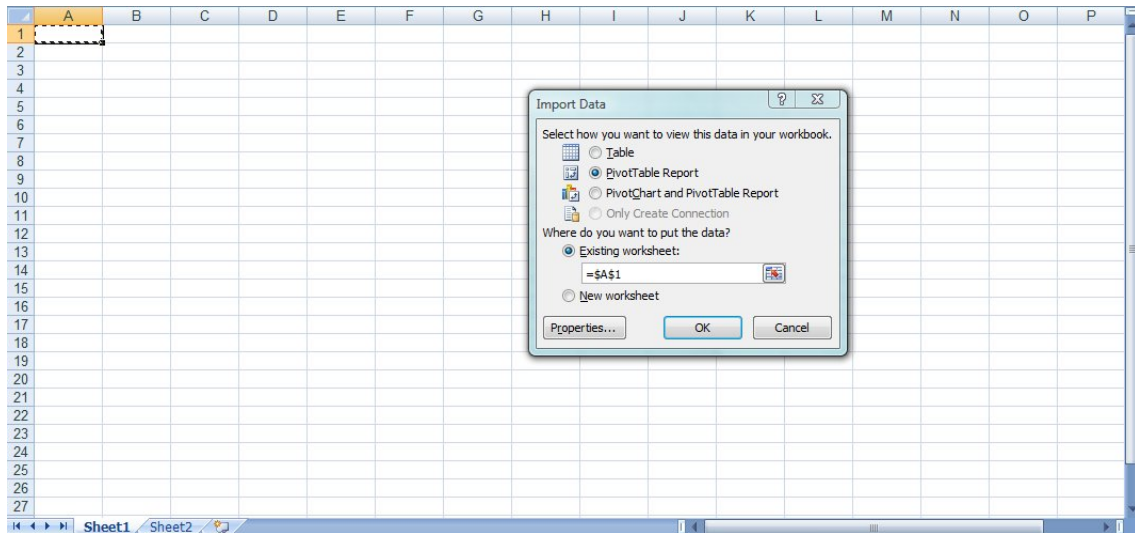 A B C D E F G H I J K L M N O P
1
2
3
4
5
6
7
8
9
10
11
12
13
14
15
16
17
18
19
20
21
22
23
24
25
26
27
Import Data
Select how you want to view this data in your workbook.
Table
PivotTable Report
PivotChart and PivotTable Report
Only Create Connection
Where do you want to put the data?
Existing worksheet:
=$A$1
New worksheet
Properties... OK Cancel
Sheet1 Sheet2